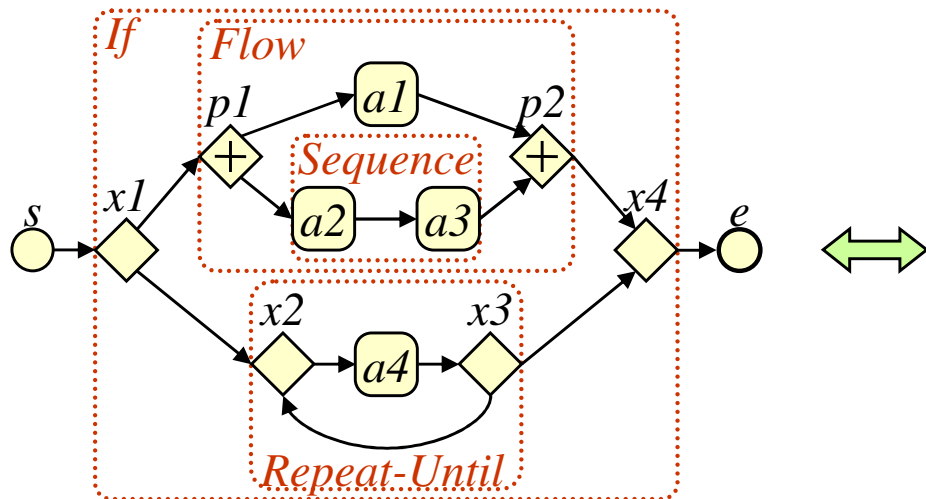 If
Flow
a1
p1
p2
+
+
Sequence
s
x1
a2
a3
x4
e
x2
x3
a4
Repeat-Until